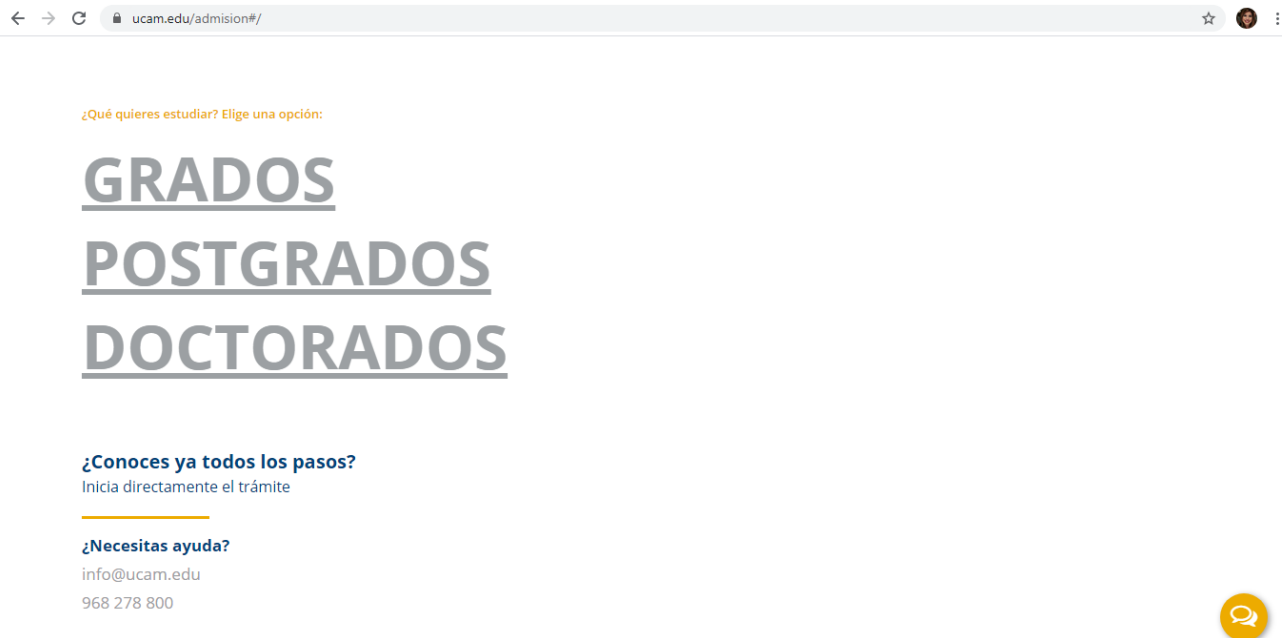 ucam.edu/admision#/
¿Qué quieres estudiar? Elige una opción:
GRADOS
POSTGRADOS
DOCTORADOS
¿Conoces ya todos los pasos?
Inicia directamente el trámite
¿Necesitas ayuda?
info@ucam.edu
968 278 800